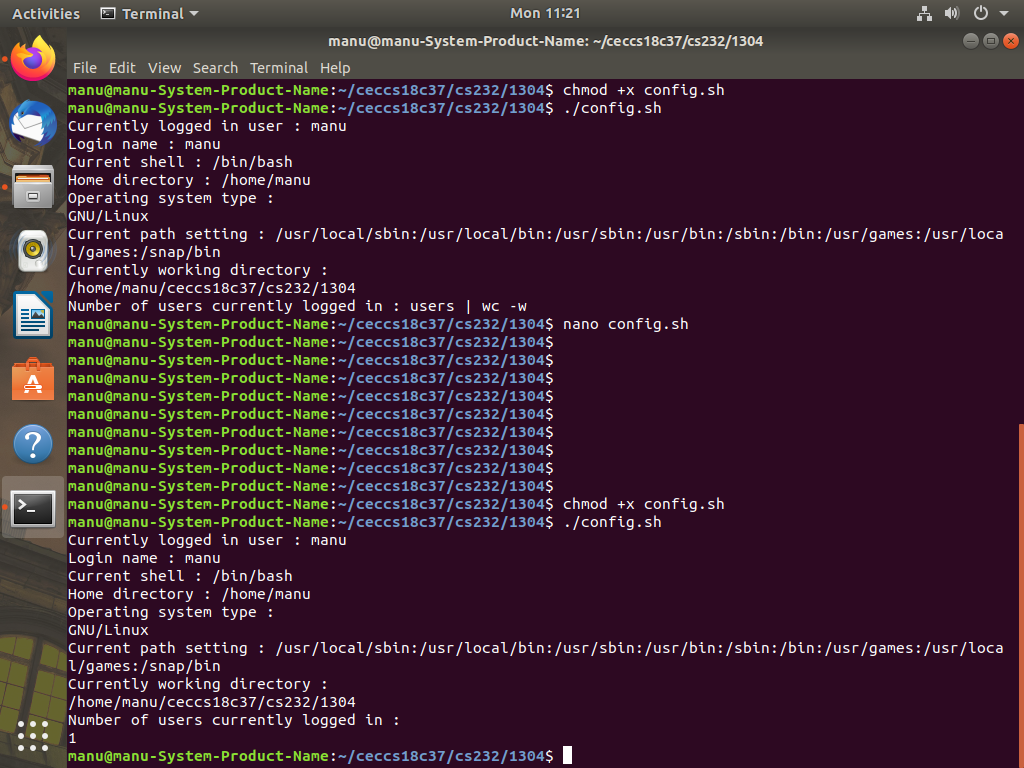 Activities Terminal Mon 11:21
manu@manu-System-Product-Name: ~/ceccs18c37/cs232/1304
File Edit View Search Terminal Help
manu@manu-System-Product-Name:~/ceccs18c37/cs232/1304$ chmod +x config.sh
manu@manu-System-Product-Name:~/ceccs18c37/cs232/1304$ ./config.sh
Currently logged in user : manu
Login name : manu
Current shell : /bin/bash
Home directory : /home/manu
Operating system type :
GNU/Linux
Current path setting : /usr/local/sbin:/usr/local/bin:/usr/sbin:/usr/bin:/sbin:/bin:/usr/games:/usr/loca
l/games:/snap/bin
Currently working directory :
/home/manu/ceccs18c37/cs232/1304
Number of users currently logged in : users | wc -w
manu@manu-System-Product-Name:~/ceccs18c37/cs232/1304$ nano config.sh
manu@manu-System-Product-Name:~/ceccs18c37/cs232/1304$
manu@manu-System-Product-Name:~/ceccs18c37/cs232/1304$
manu@manu-System-Product-Name:~/ceccs18c37/cs232/1304$
manu@manu-System-Product-Name:~/ceccs18c37/cs232/1304$
manu@manu-System-Product-Name:~/ceccs18c37/cs232/1304$
manu@manu-System-Product-Name:~/ceccs18c37/cs232/1304$
manu@manu-System-Product-Name:~/ceccs18c37/cs232/1304$
manu@manu-System-Product-Name:~/ceccs18c37/cs232/1304$
manu@manu-System-Product-Name:~/ceccs18c37/cs232/1304$
manu@manu-System-Product-Name:~/ceccs18c37/cs232/1304$ chmod +x config.sh
manu@manu-System-Product-Name:~/ceccs18c37/cs232/1304$ ./config.sh
Currently logged in user : manu
Login name : manu
Current shell : /bin/bash
Home directory : /home/manu
Operating system type :
GNU/Linux
Current path setting : /usr/local/sbin:/usr/local/bin:/usr/sbin:/usr/bin:/sbin:/bin:/usr/games:/usr/loca
l/games:/snap/bin
Currently working directory :
/home/manu/ceccs18c37/cs232/1304
Number of users currently logged in :
1
manu@manu-System-Product-Name:~/ceccs18c37/cs232/1304$